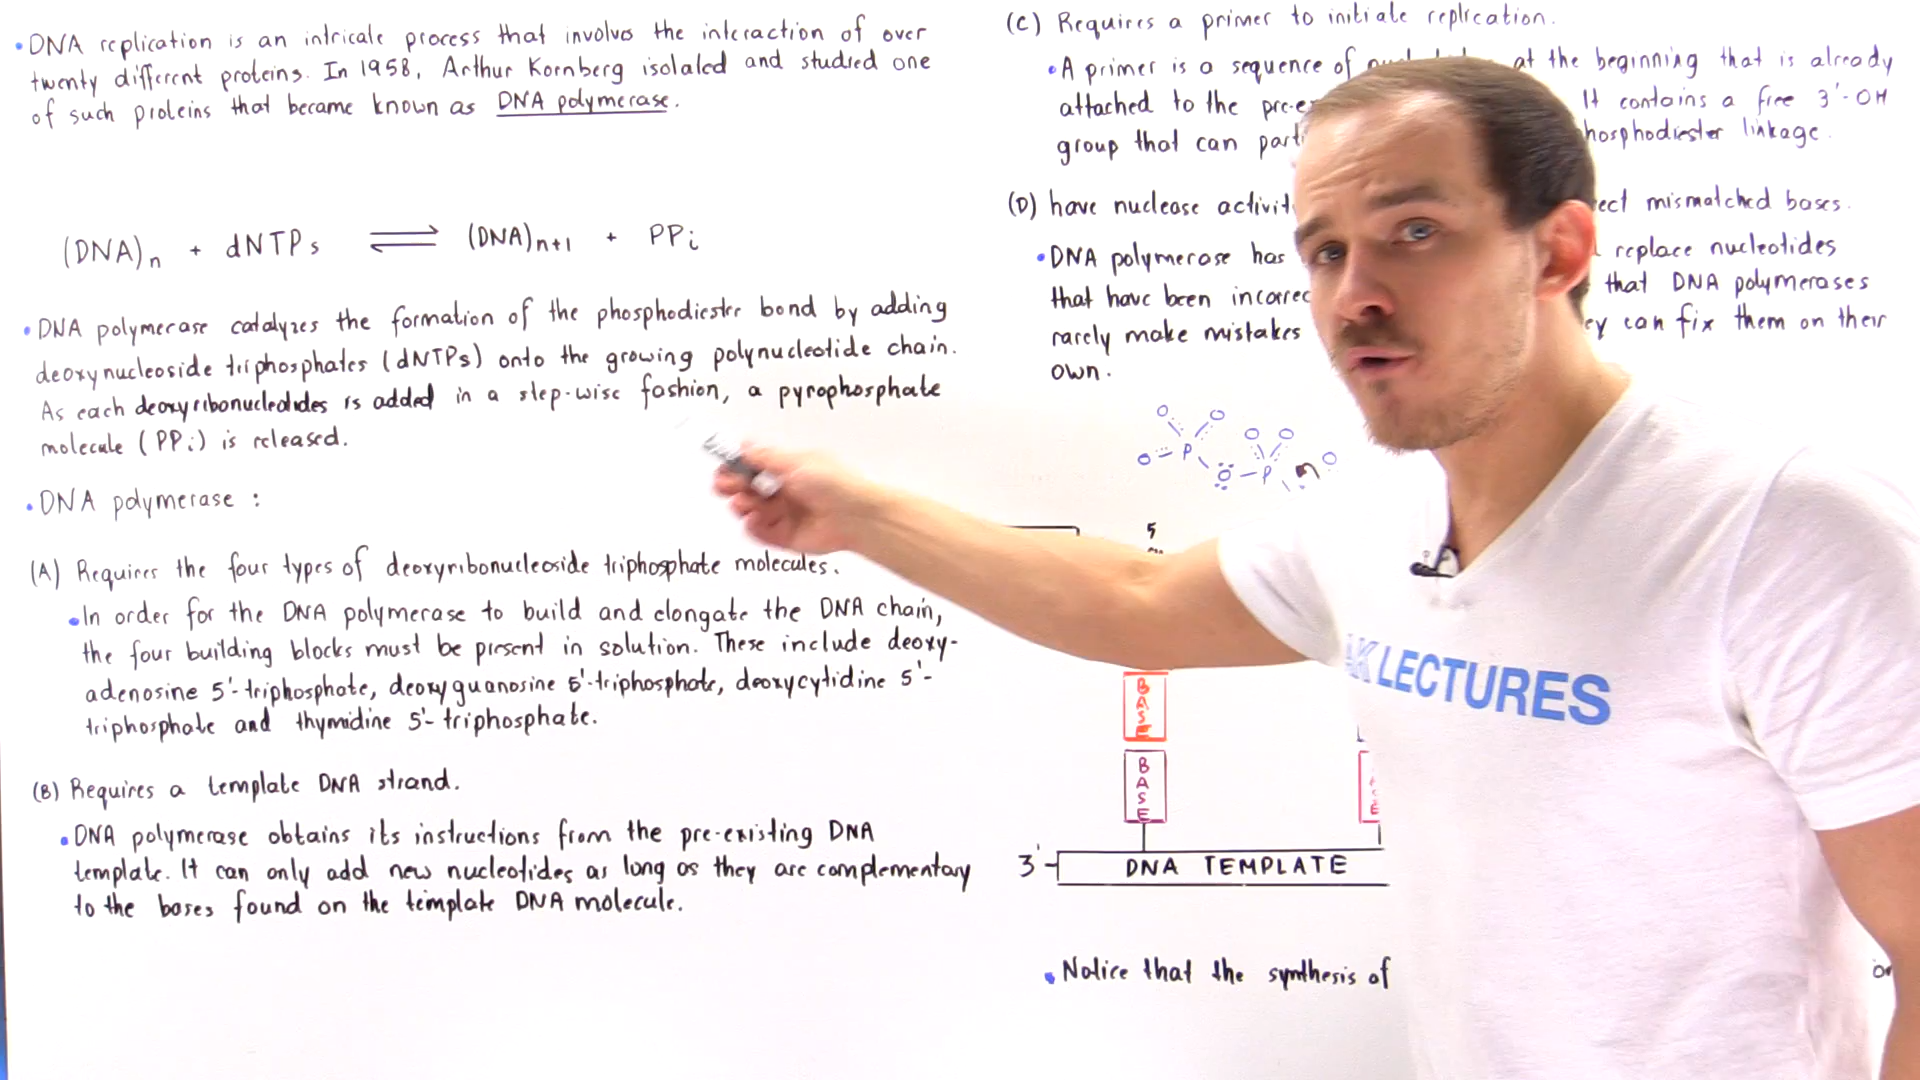 • DNA replication is an intricate process that involves the interaction of over
twenty different proteins. In 1958, Arthur Kornberg isolated and studied one
of such proteins that became known as DNA polymerase.
(DNA)n + dNTPs ⇌ (DNA)n+1 + PPi
• DNA polymerase catalyzes the formation of the phosphodiester bond by adding
deoxynucleoside triphosphates (dNTPs) onto the growing polynucleotide chain.
As each deoxyribonucleotides is added in a step-wise fashion, a pyrophosphate
molecule (PPi) is released.
• DNA polymerase :
(A) Requires the four types of deoxyribonucleoside triphosphate molecules.
• In order for the DNA polymerase to build and elongate the DNA chain,
the four building blocks must be present in solution. These include deoxy-
adenosine 5'-triphosphate, deoxyguanosine 5'-triphosphate, deoxycytidine 5'-
triphosphate and thymidine 5'-triphosphate.
(B) Requires a template DNA strand.
• DNA polymerase obtains its instructions from the pre-existing DNA
template. It can only add new nucleotides as long as they are complementary
to the bases found on the template DNA molecule.
(C) Requires a primer to initiate replication.
• A primer is a sequence of at the beginning that is already
attached to the It contains a free 3'-OH
group that can phosphodiester linkage.
(D) have nuclease mismatched bases.
• DNA polymerase has replace nucleotides
that have been that DNA polymerases
rarely make mistakes can fix them on their
own.
O O O O
O P O P O
5
BASE
BASE
3' DNA TEMPLATE
• Notice that the synthesis of
AK LECTURES